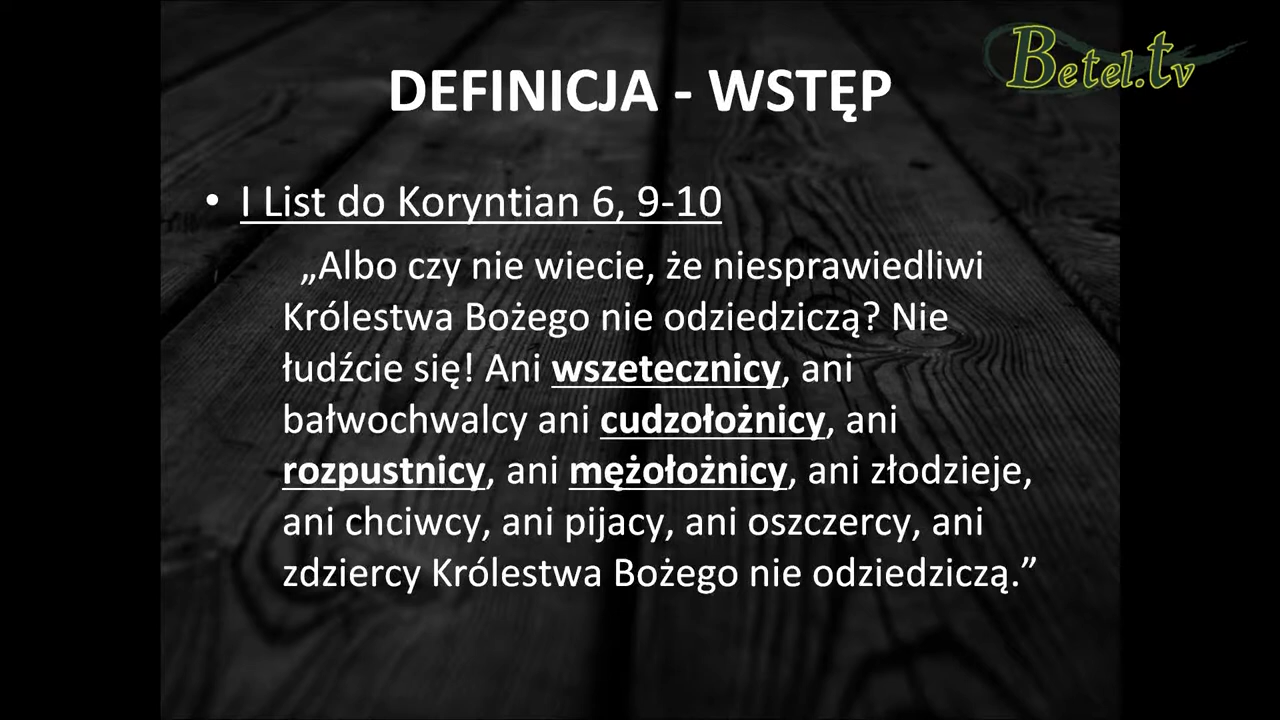 Betel.tv
DEFINICJA - WSTĘP
• I List do Koryntian 6, 9-10
„Albo czy nie wiecie, że niesprawiedliwi
Królestwa Bożego nie odziedziczą? Nie
łudźcie się! Ani wszetecznicy, ani
bałwochwalcy ani cudzołożnicy, ani
rozpustnicy, ani mężołożnicy, ani złodzieje,
ani chciwcy, ani pijacy, ani oszczercy, ani
zdziercy Królestwa Bożego nie odziedziczą.”